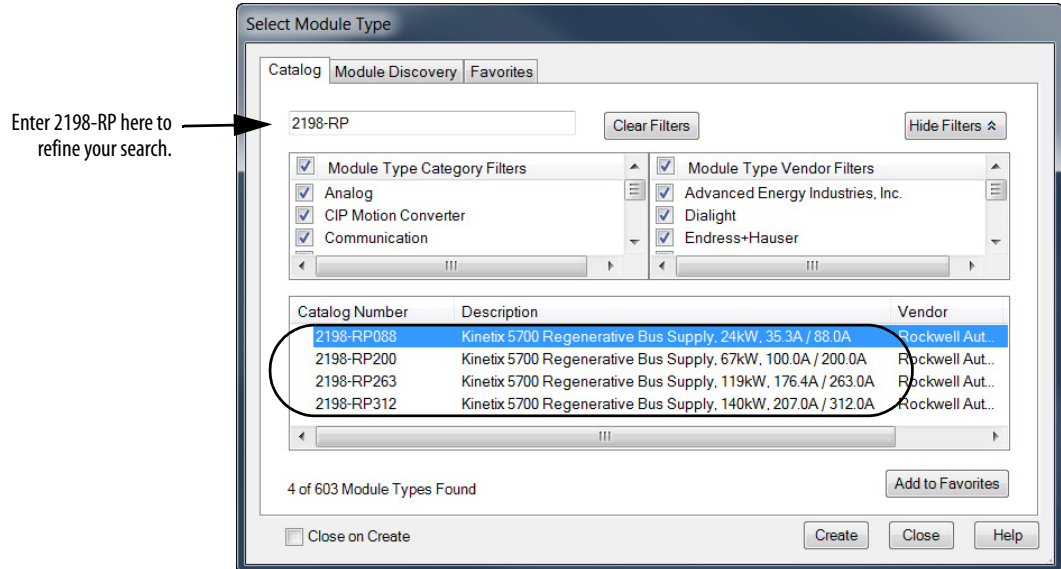 Select Module Type
Catalog Module Discovery Favorites
Enter 2198-RP here to
refine your search.
2198-RP Clear Filters Hide Filters
Module Type Category Filters Module Type Vendor Filters
Analog Advanced Energy Industries, Inc.
CIP Motion Converter Dialight
Communication Endress+Hauser
Catalog Number Description Vendor
2198-RP088 Kinetix 5700 Regenerative Bus Supply, 24kW, 35.3A / 88.0A Rockwell Aut...
2198-RP200 Kinetix 5700 Regenerative Bus Supply, 67kW, 100.0A / 200.0A Rockwell Aut...
2198-RP263 Kinetix 5700 Regenerative Bus Supply, 119kW, 176.4A / 263.0A Rockwell Aut...
2198-RP312 Kinetix 5700 Regenerative Bus Supply, 140kW, 207.0A / 312.0A Rockwell Aut...
4 of 603 Module Types Found Add to Favorites
Close on Create Create Close Help